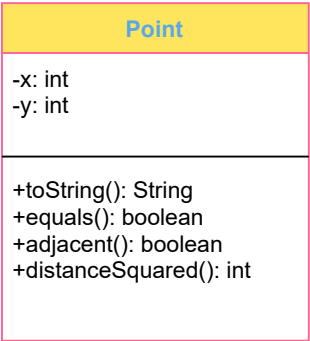 Point
-x: int
-y: int
+toString(): String
+equals(): boolean
+adjacent(): boolean
+distanceSquared(): int